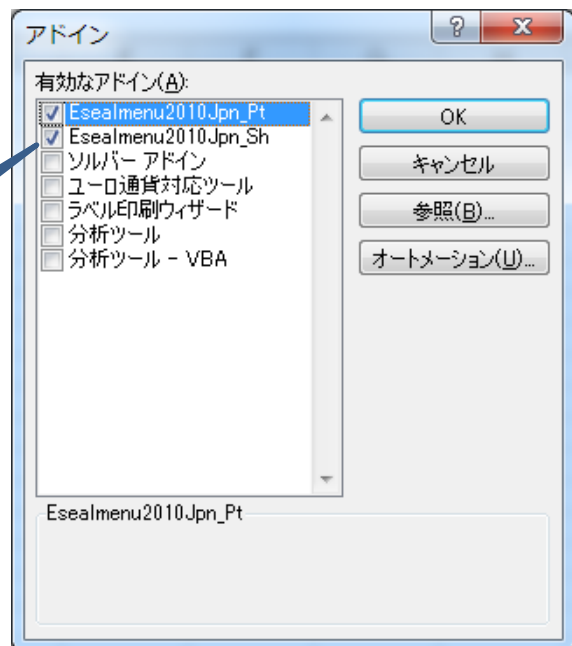 アドイン
有効なアドイン(A):
Esealmenu2010Jpn_Pt
Esealmenu2010Jpn_Sh
ソルバー アドイン
ユーロ通貨対応ツール
ラベル印刷ウィザード
分析ツール
分析ツール - VBA
OK
キャンセル
参照(B)...
オートメーション(U)...
Esealmenu2010Jpn_Pt